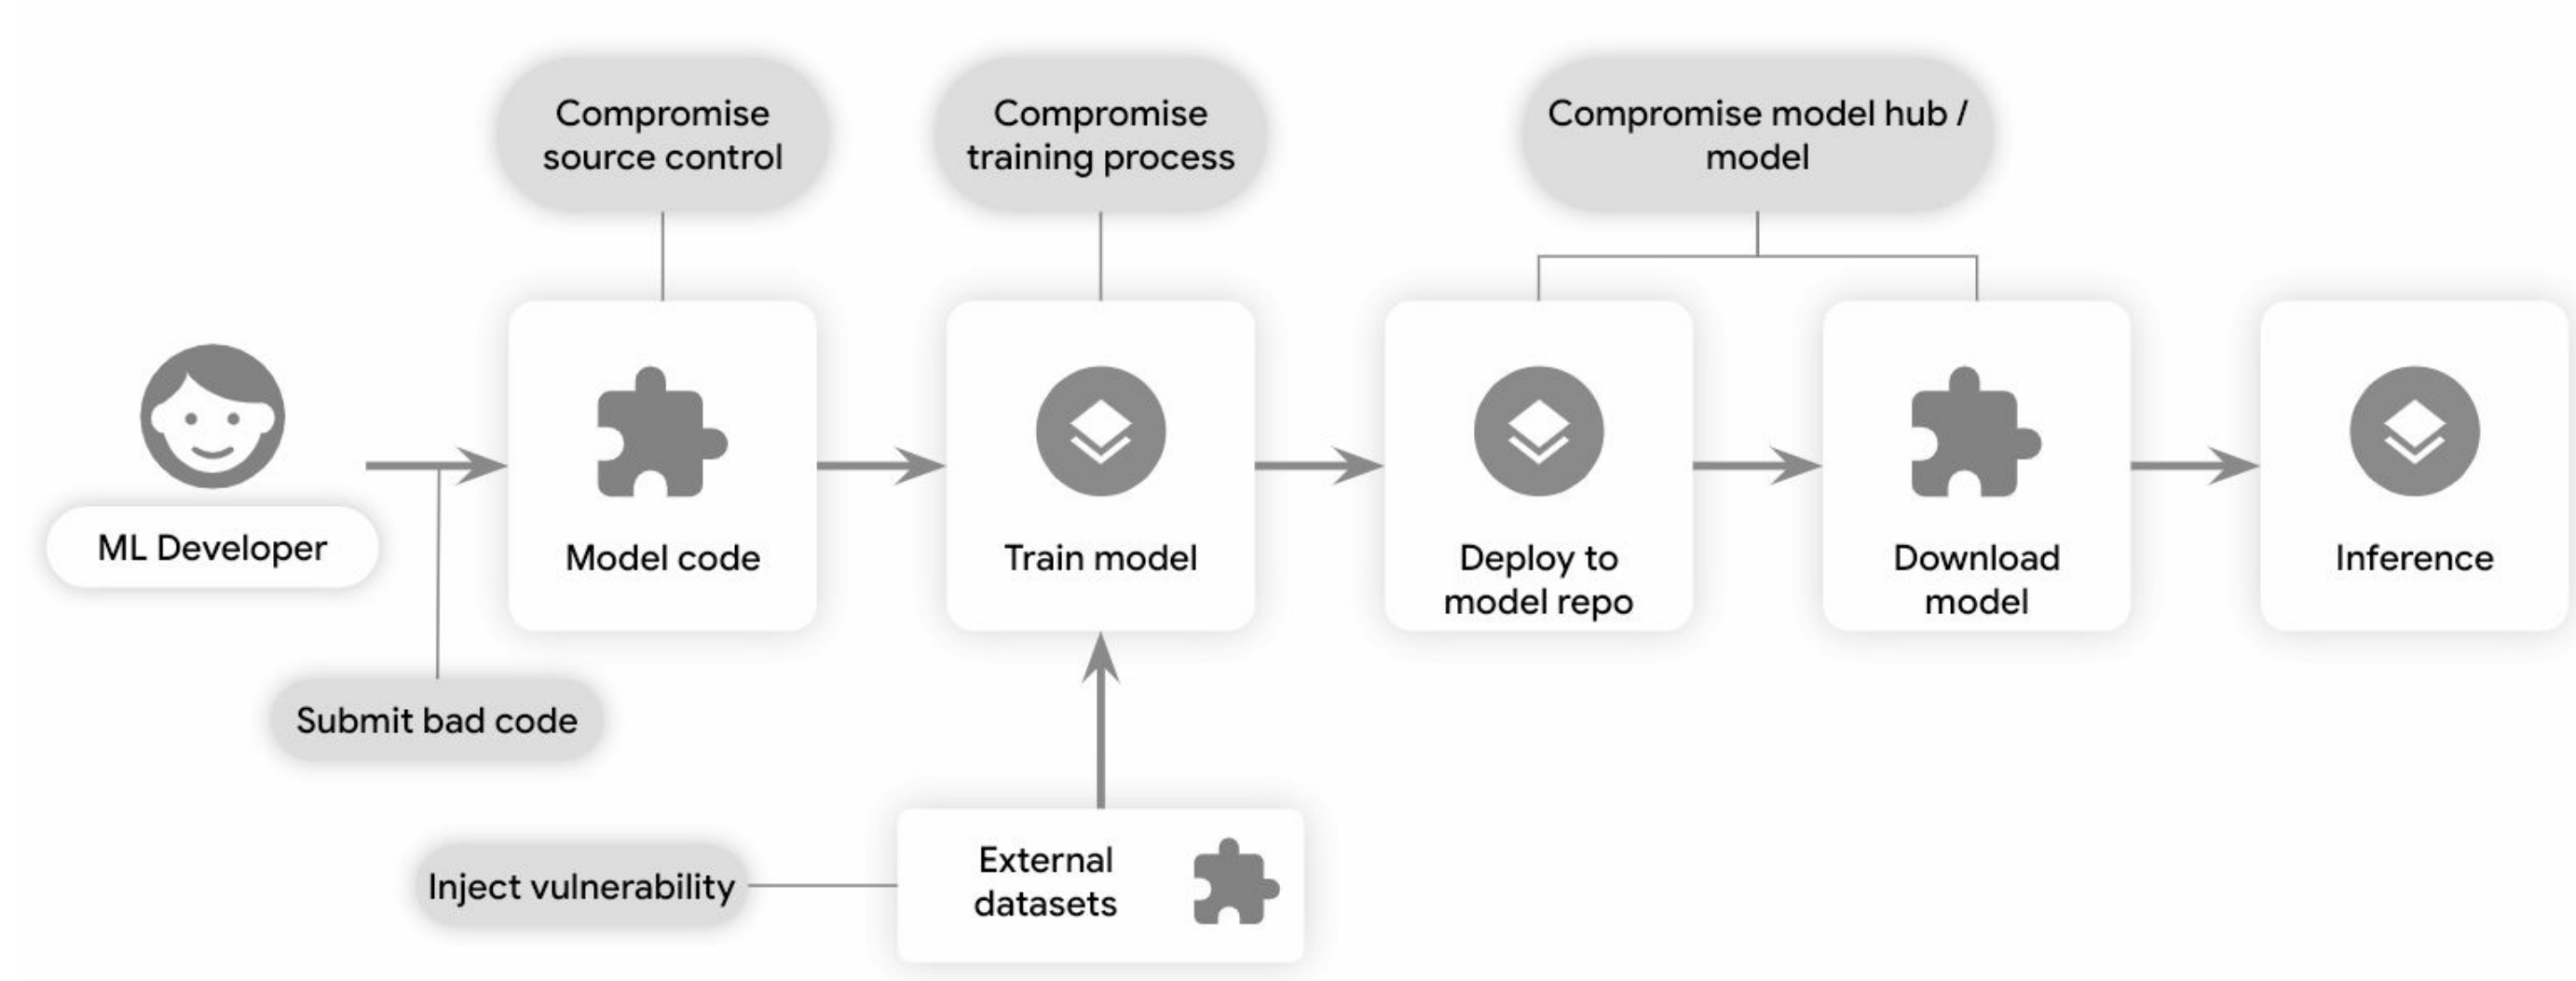 Compromise
source control
Compromise
training process
Compromise model hub /
model
ML Developer
Model code
Train model
Deploy to
model repo
Download
model
Inference
Submit bad code
Inject vulnerability
External
datasets